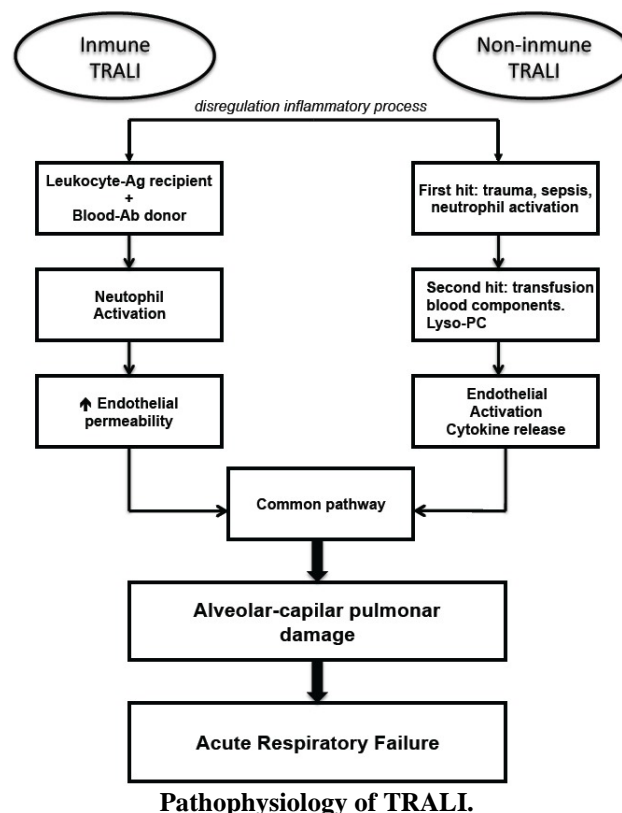 Inmune
TRALI
Non-inmune
TRALI
disregulation inflammatory process
Leukocyte-Ag recipient
+
Blood-Ab donor
First hit: trauma, sepsis,
neutrophil activation
Neutophil
Activation
Second hit: transfusion
blood components.
Lyso-PC
↑ Endothelial
permeability
Endothelial
Activation
Cytokine release
Common pathway
Alveolar-capilar pulmonar
damage
Acute Respiratory Failure
Pathophysiology of TRALI.